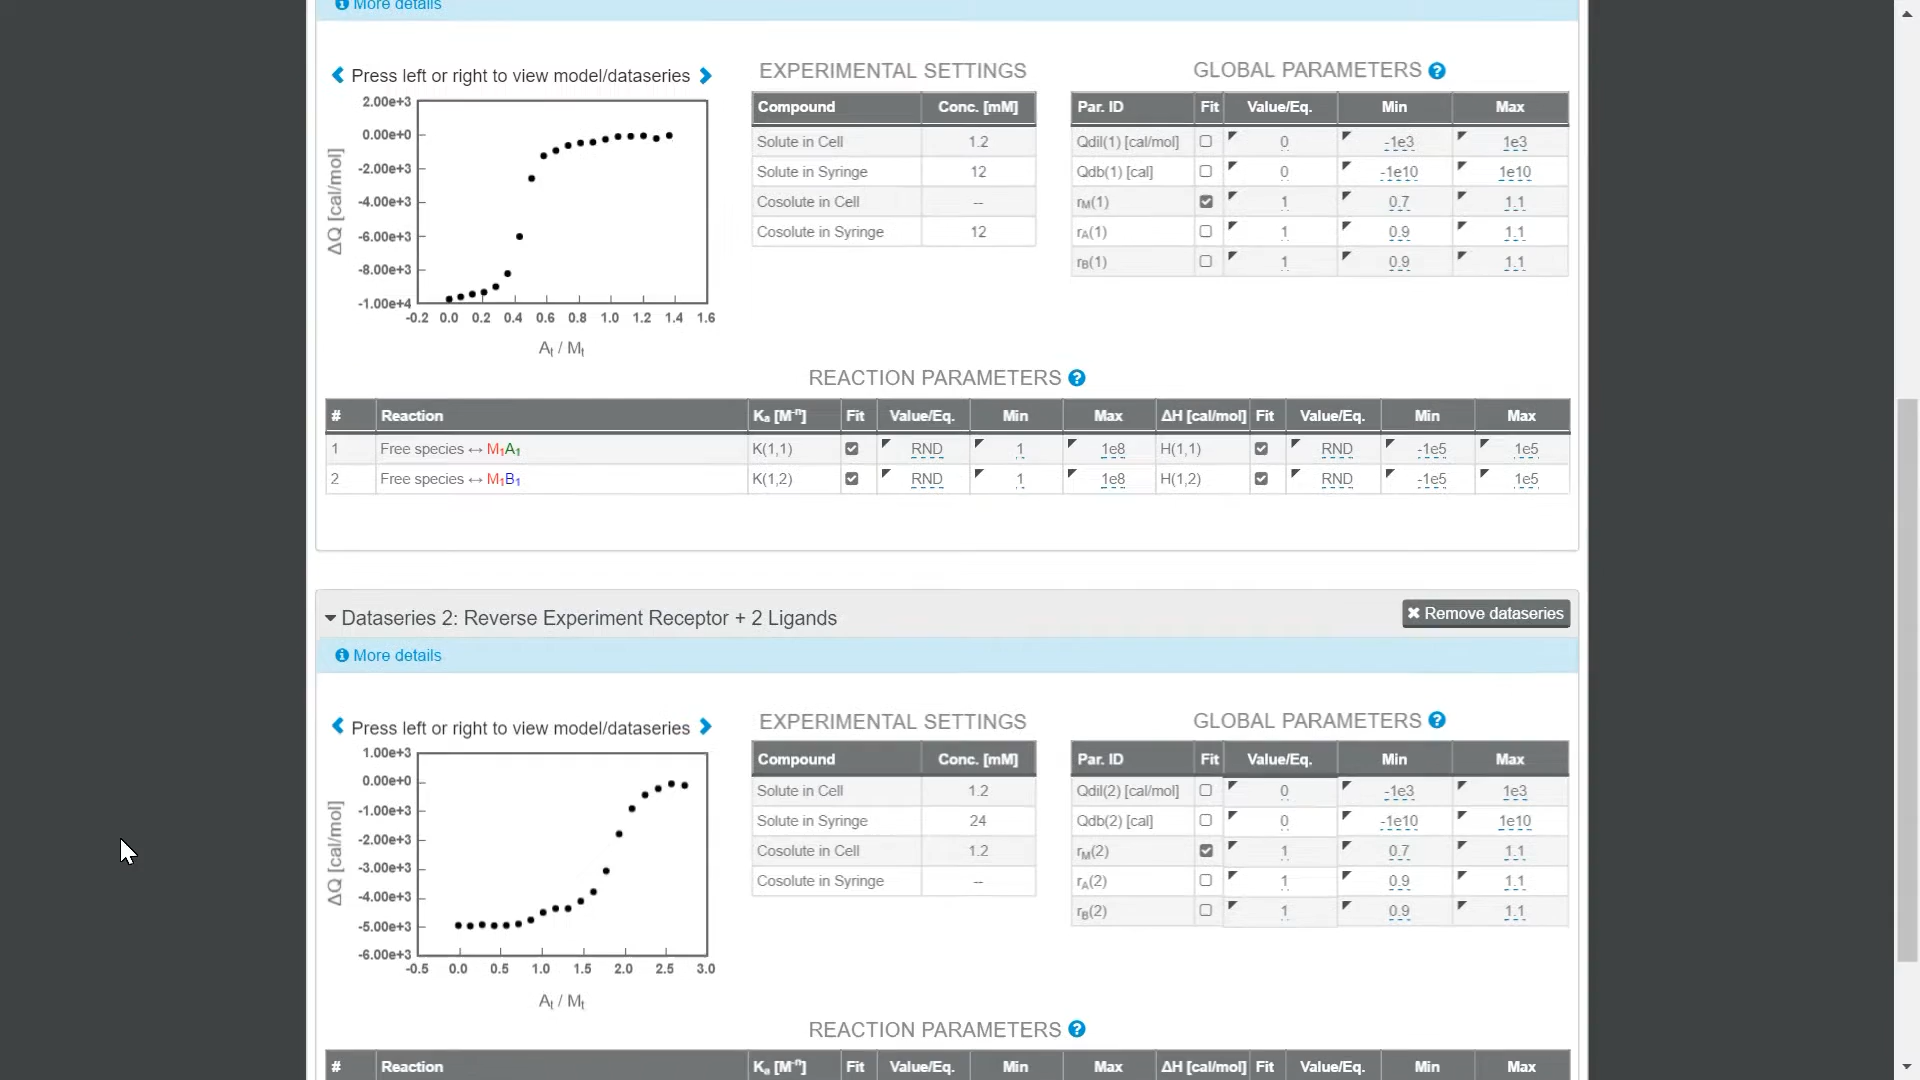 More details
Press left or right to view model/dataseries
2.00e+3
0.00e+0
-2.00e+3
-4.00e+3
-6.00e+3
-8.00e+3
-1.00e+4
ΔQ [cal/mol]
-0.2 0.0 0.2 0.4 0.6 0.8 1.0 1.2 1.4 1.6
At / Mt
EXPERIMENTAL SETTINGS
Compound Conc. [mM]
Solute in Cell 1.2
Solute in Syringe 12
Cosolute in Cell --
Cosolute in Syringe 12
GLOBAL PARAMETERS ?
Par. ID Fit Value/Eq. Min Max
Qdil(1) [cal/mol] 0 -1e3 1e3
Qdb(1) [cal] 0 -1e10 1e10
rM(1) 1 0.7 1.1
rA(1) 1 0.9 1.1
rB(1) 1 0.9 1.1
REACTION PARAMETERS ?
# Reaction Ka [M⁻ⁿ] Fit Value/Eq. Min Max ΔH [cal/mol] Fit Value/Eq. Min Max
1 Free species ↔ M₁A₁ K(1,1) RND 1 1e8 H(1,1) RND -1e5 1e5
2 Free species ↔ M₁B₁ K(1,2) RND 1 1e8 H(1,2) RND -1e5 1e5
Dataseries 2: Reverse Experiment Receptor + 2 Ligands
Remove dataseries
More details
Press left or right to view model/dataseries
1.00e+3
0.00e+0
-1.00e+3
-2.00e+3
-3.00e+3
-4.00e+3
-5.00e+3
-6.00e+3
ΔQ [cal/mol]
-0.5 0.0 0.5 1.0 1.5 2.0 2.5 3.0
At / Mt
EXPERIMENTAL SETTINGS
Compound Conc. [mM]
Solute in Cell 1.2
Solute in Syringe 24
Cosolute in Cell 1.2
Cosolute in Syringe --
GLOBAL PARAMETERS ?
Par. ID Fit Value/Eq. Min Max
Qdil(2) [cal/mol] 0 -1e3 1e3
Qdb(2) [cal] 0 -1e10 1e10
rM(2) 1 0.7 1.1
rA(2) 1 0.9 1.1
rB(2) 1 0.9 1.1
REACTION PARAMETERS ?
# Reaction Ka [M⁻ⁿ] Fit Value/Eq. Min Max ΔH [cal/mol] Fit Value/Eq. Min Max